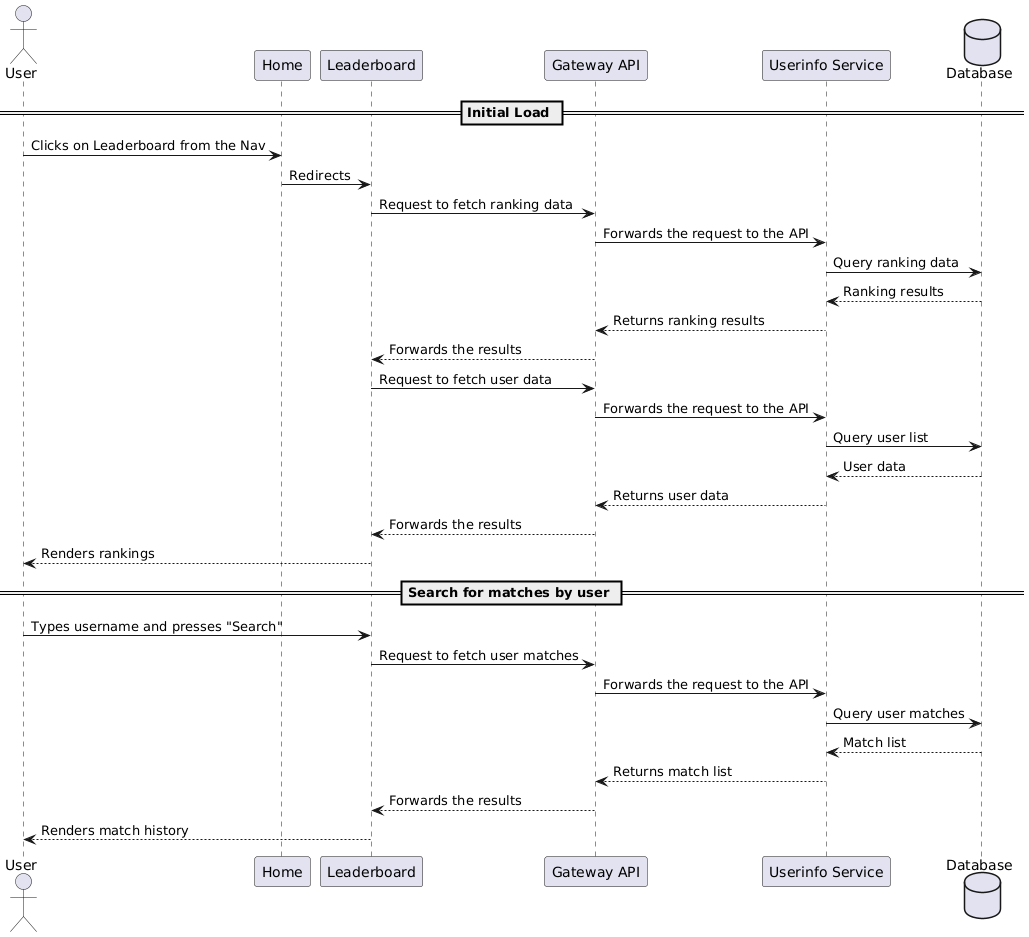 User
Home
Leaderboard
Gateway API
Userinfo Service
Database
Initial Load
Clicks on Leaderboard from the Nav
Redirects
Request to fetch ranking data
Forwards the request to the API
Query ranking data
Ranking results
Returns ranking results
Forwards the results
Request to fetch user data
Forwards the request to the API
Query user list
User data
Returns user data
Forwards the results
Renders rankings
Search for matches by user
Types username and presses "Search"
Request to fetch user matches
Forwards the request to the API
Query user matches
Match list
Returns match list
Forwards the results
Renders match history
User
Home
Leaderboard
Gateway API
Userinfo Service
Database